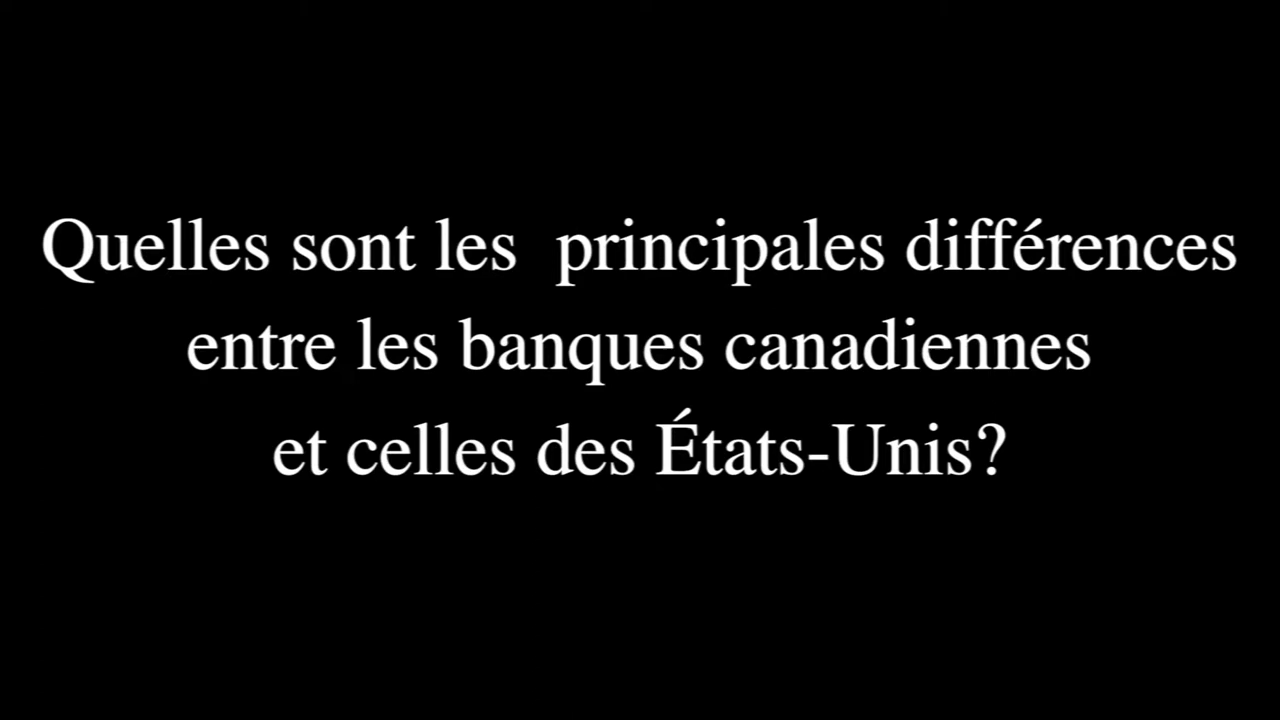 Quelles sont les  principales différences
entre les banques canadiennes
et celles des États-Unis?